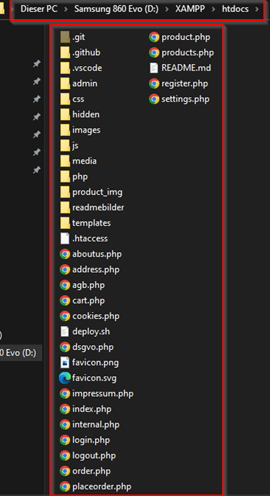 Dieser PC > Samsung 860 Evo (D:) > XAMPP > htdocs >
.git
.github
.vscode
admin
css
hidden
images
js
media
php
product_img
readmebilder
templates
.htaccess
aboutus.php
address.php
agb.php
cart.php
cookies.php
deploy.sh
dsgvo.php
favicon.png
favicon.svg
impressum.php
index.php
internal.php
login.php
logout.php
order.php
placeorder.php
product.php
products.php
README.md
register.php
settings.php
)
0 Evo (D:)